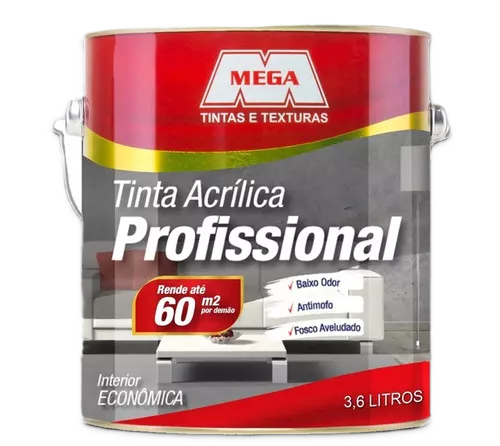 MEGA
TINTAS E TEXTURAS
Tinta Acrílica
Profissional
Rende até
60 m2
por demão
Baixo Odor
Antimofo
Fosco Aveludado
Interior
ECONÔMICA
3,6 LITROS